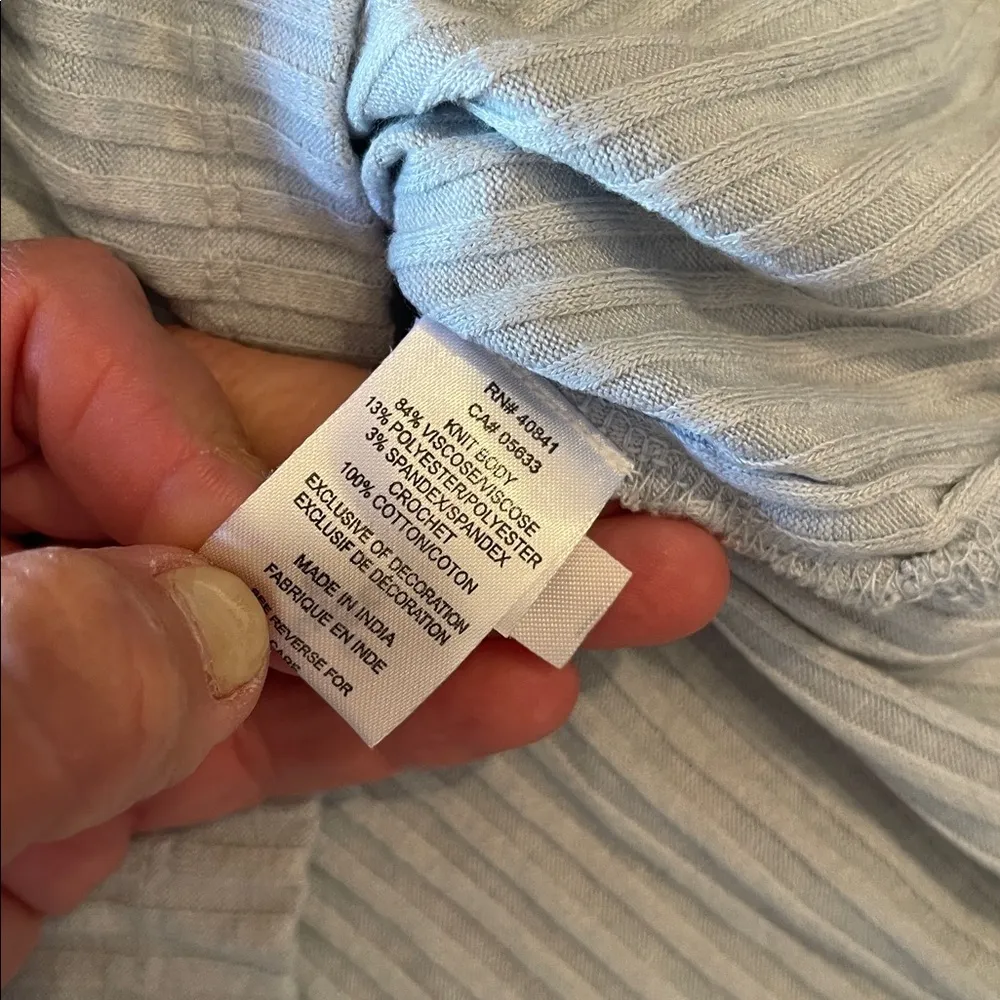 RN# 40841
CA# 05633
KNIT BODY
84% VISCOSE/VISCOSE
13% POLYESTER/POLYESTER
3% SPANDEX/SPANDEX
CROCHET
100% COTTON/COTON
EXCLUSIVE OF DECORATION
EXCLUSIF DE DÉCORATION
MADE IN INDIA
FABRIQUE EN INDE
REVERSE FOR
CARE